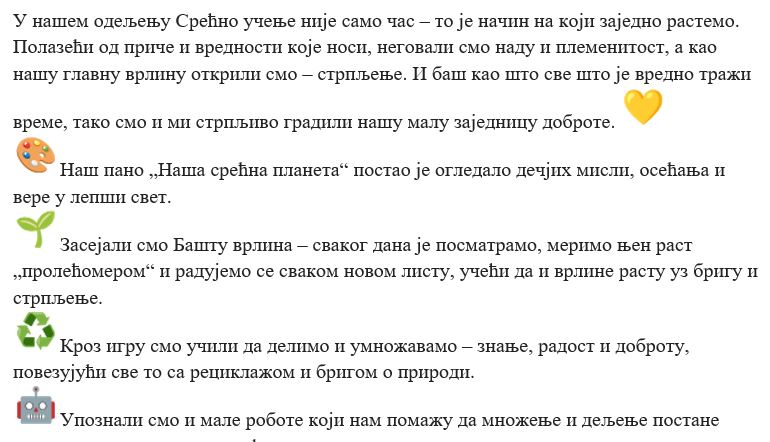 У нашем одељењу Срећно учење није само час – то је начин на који заједно растемо.
Полазећи од приче и вредности које носи, неговали смо наду и племенитост, а као
нашу главну врлину открили смо – стрпљење. И баш као што све што је вредно тражи
време, тако смо и ми стрпљиво градили нашу малу заједницу доброте. 💛
🎨 Наш пано „Наша срећна планета“ постао је огледало дечјих мисли, осећања и
вере у лепши свет.
🌱 Засејали смо Башту врлина – сваког дана је посматрамо, меримо њен раст
„пролећомером“ и радујемо се сваком новом листу, учећи да и врлине расту уз бригу и
стрпљење.
♻️ Кроз игру смо учили да делимо и умножавамо – знање, радост и доброту,
повезујући све то са рециклажом и бригом о природи.
🤖 Упознали смо и мале роботе који нам помажу да множење и дељење постане